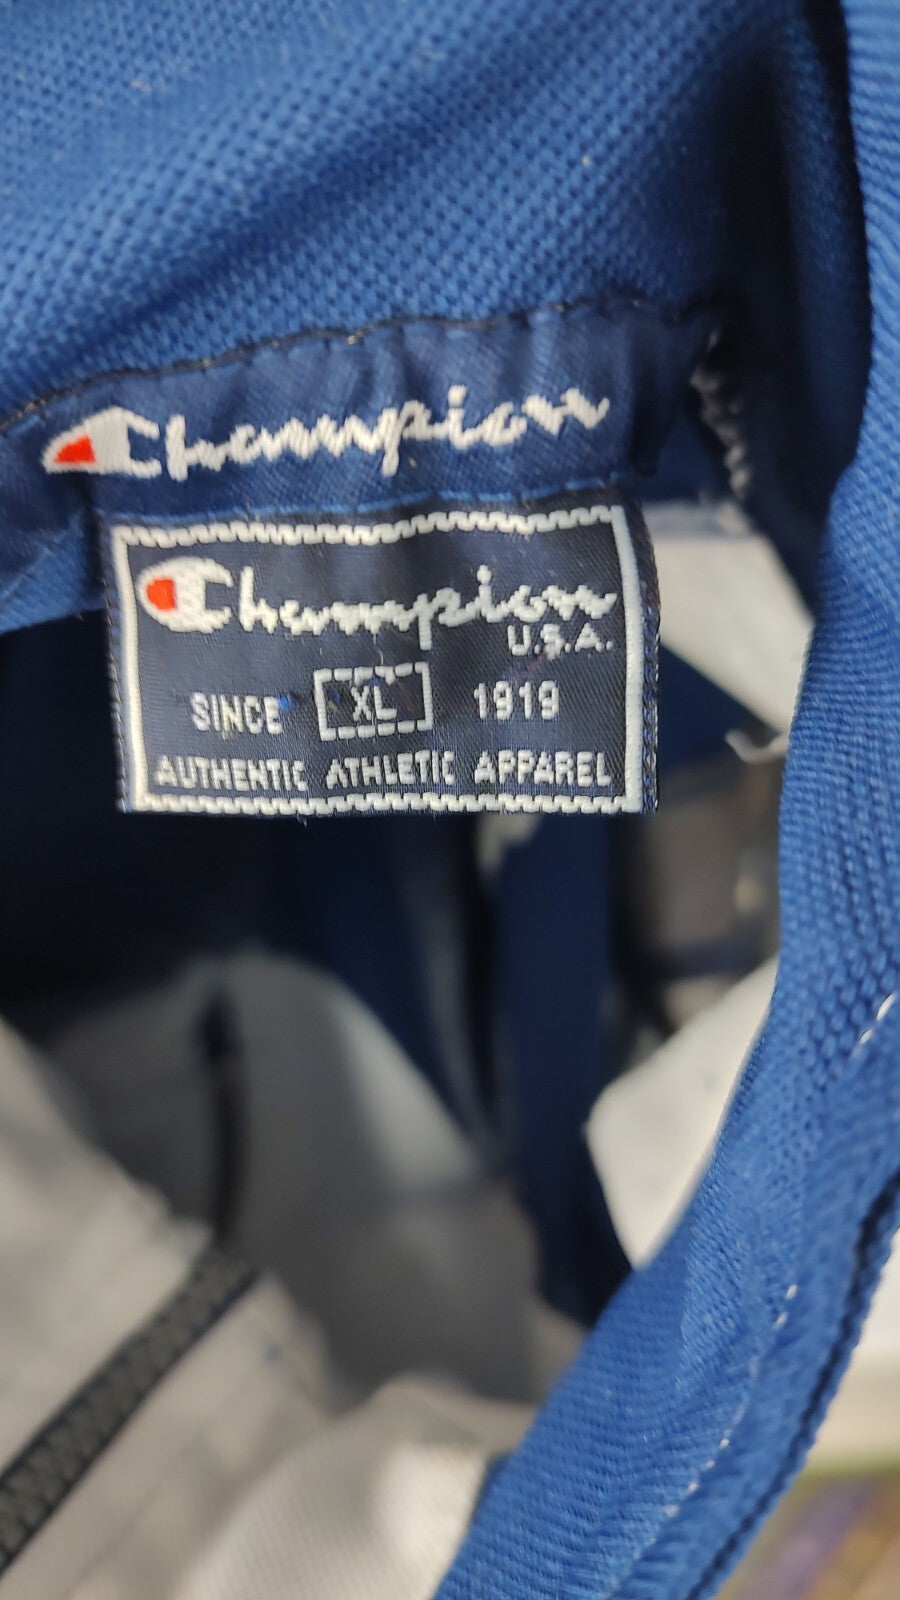 Champion
Champion
U.S.A.
SINCE XL 1919
AUTHENTIC ATHLETIC APPAREL